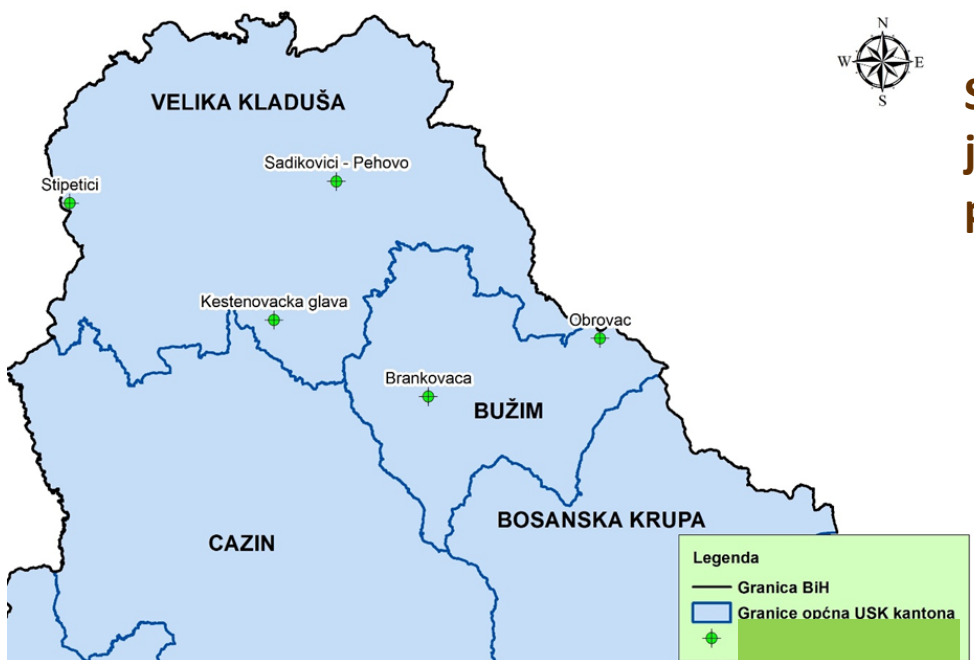 N
W E
S
VELIKA KLADUŠA
Sadikovici - Pehovo
Stipetici
Kestenovacka glava
Obrovac
Brankovaca
BUŽIM
BOSANSKA KRUPA
CAZIN
Legenda
Granica BiH
Granice općna USK kantona